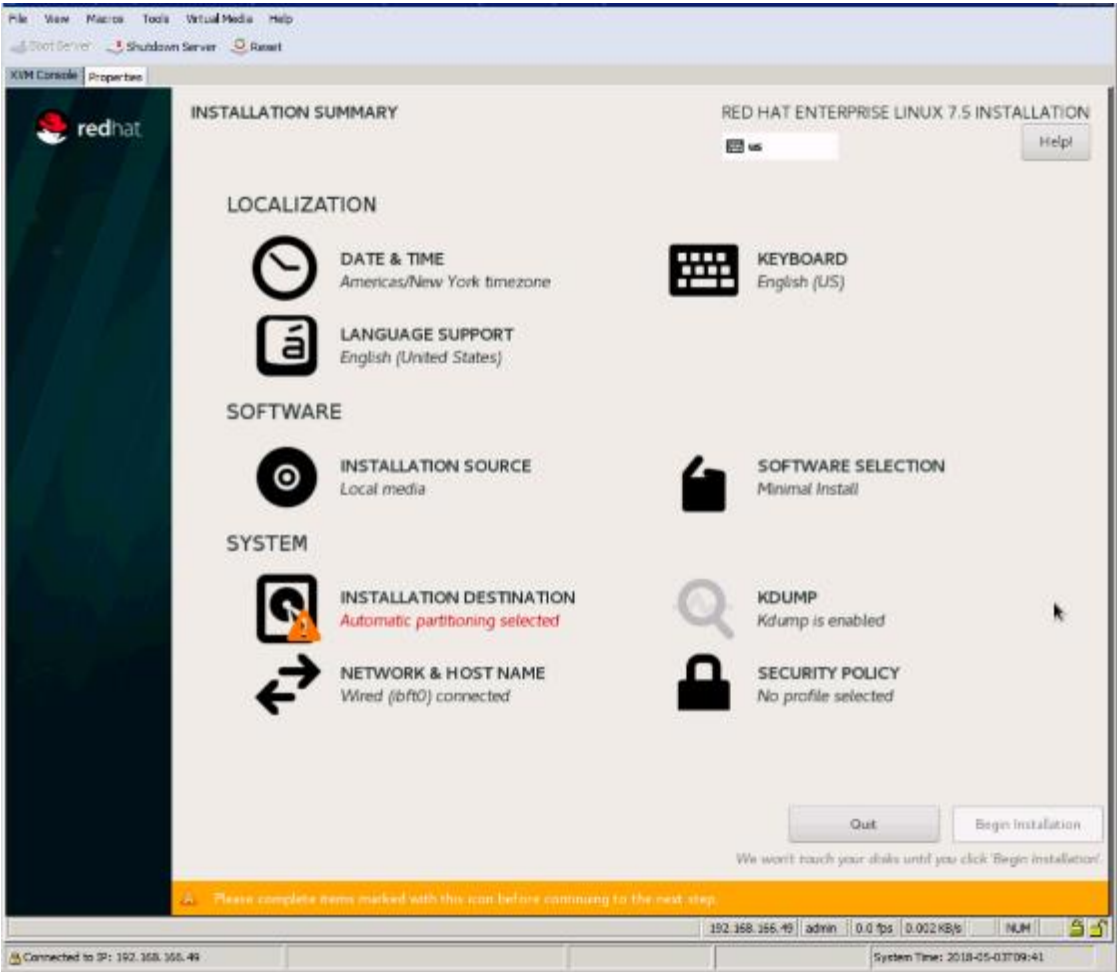 File View Macros Tools Virtual Media Help
Boot Server Shutdown Server Reset
KVM Console Properties
redhat
INSTALLATION SUMMARY
RED HAT ENTERPRISE LINUX 7.5 INSTALLATION
us
Help!
LOCALIZATION
DATE & TIME
Americas/New York timezone
KEYBOARD
English (US)
á
LANGUAGE SUPPORT
English (United States)
SOFTWARE
INSTALLATION SOURCE
Local media
SOFTWARE SELECTION
Minimal Install
SYSTEM
INSTALLATION DESTINATION
Automatic partitioning selected
KDUMP
Kdump is enabled
NETWORK & HOST NAME
Wired (ibft0) connected
SECURITY POLICY
No profile selected
Quit
Begin Installation
We won't touch your disks until you click 'Begin Installation'.
Please complete items marked with this icon before continuing to the next step.
192.168.166.49 admin 0.0 fps 0.002 KB/s NUM
Connected to IP: 192.168.166.49
System Time: 2018-05-03T09:41